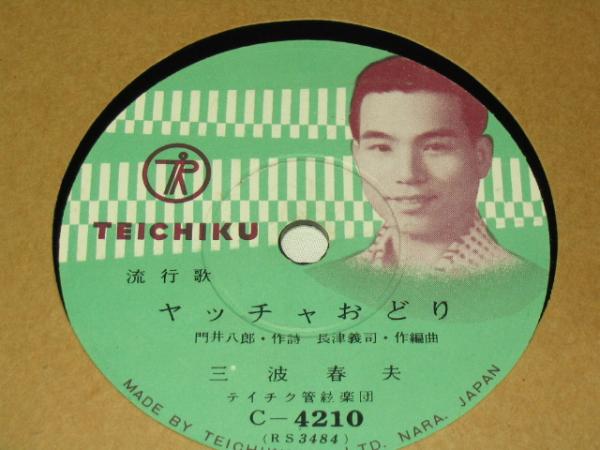 TR
TEICHIKU
流行歌
ヤッチャおどり
門井八郎・作詩 長津義司・作編曲
三波春夫
テイチク管絃楽団
C-4210
(RS3484)
MADE BY TEICHI LTD. NARA, JAPAN